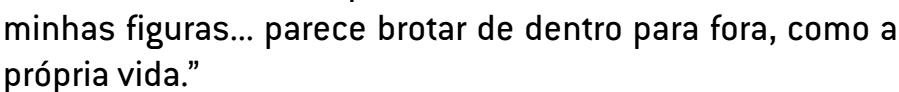 minhas figuras... parece brotar de dentro para fora, como a
própria vida.”